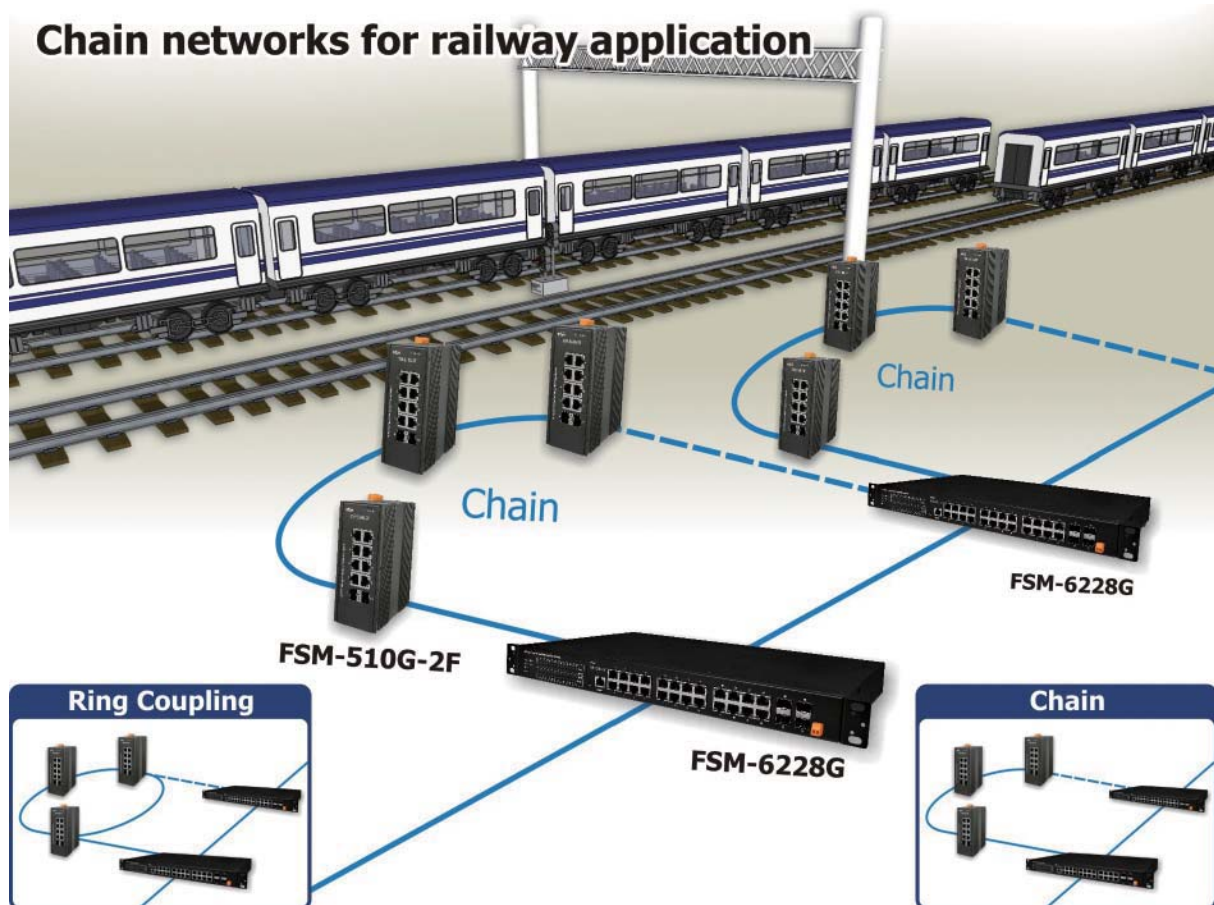 Chain networks for railway application
Chain
Chain
FSM-6228G
FSM-510G-2F
FSM-6228G
Ring Coupling
Chain